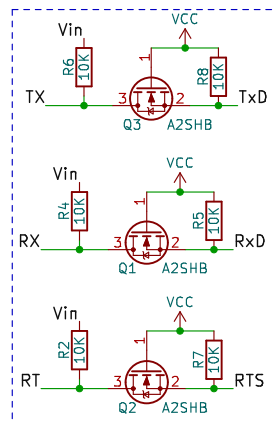 VCC
Vin
R6
10K
1
R8
10K
TX
3
2
TxD
Q3
A2SHB
VCC
Vin
R4
10K
1
R5
10K
RX
3
2
RxD
Q1
A2SHB
VCC
Vin
R2
10K
1
R7
10K
RT
3
2
RTS
Q2
A2SHB